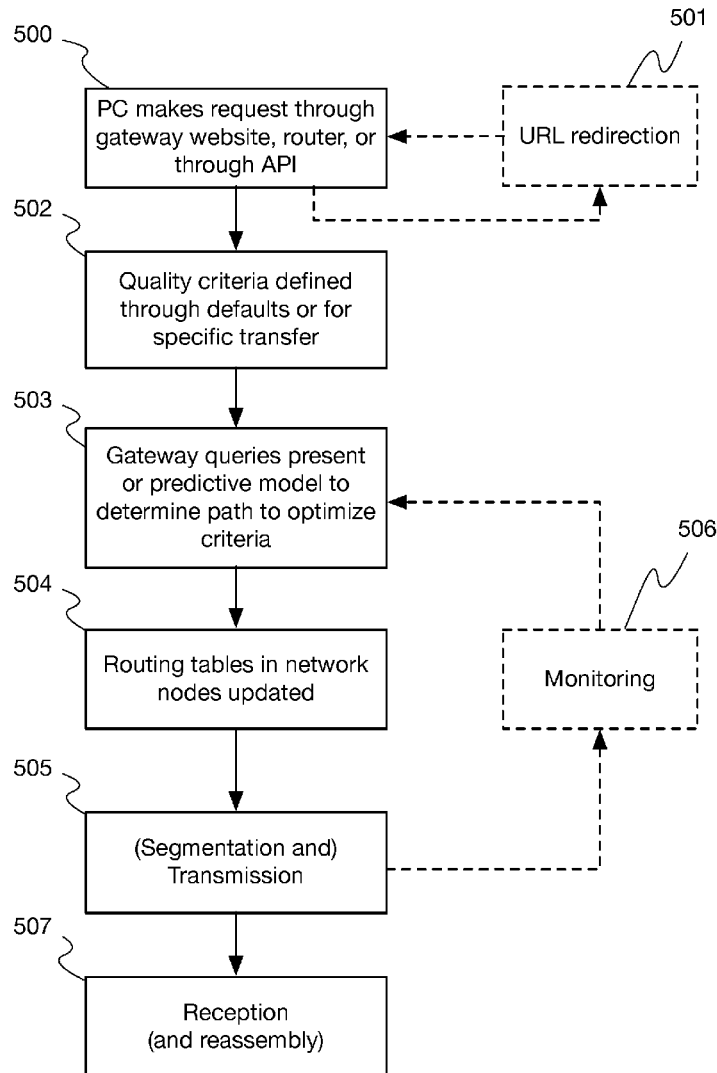 500
501
PC makes request through
gateway website, router, or
through API
URL redirection
502
Quality criteria defined
through defaults or for
specific transfer
503
Gateway queries present
or predictive model to
determine path to optimize
criteria
506
504
Routing tables in network
nodes updated
Monitoring
505
(Segmentation and)
Transmission
507
Reception
(and reassembly)